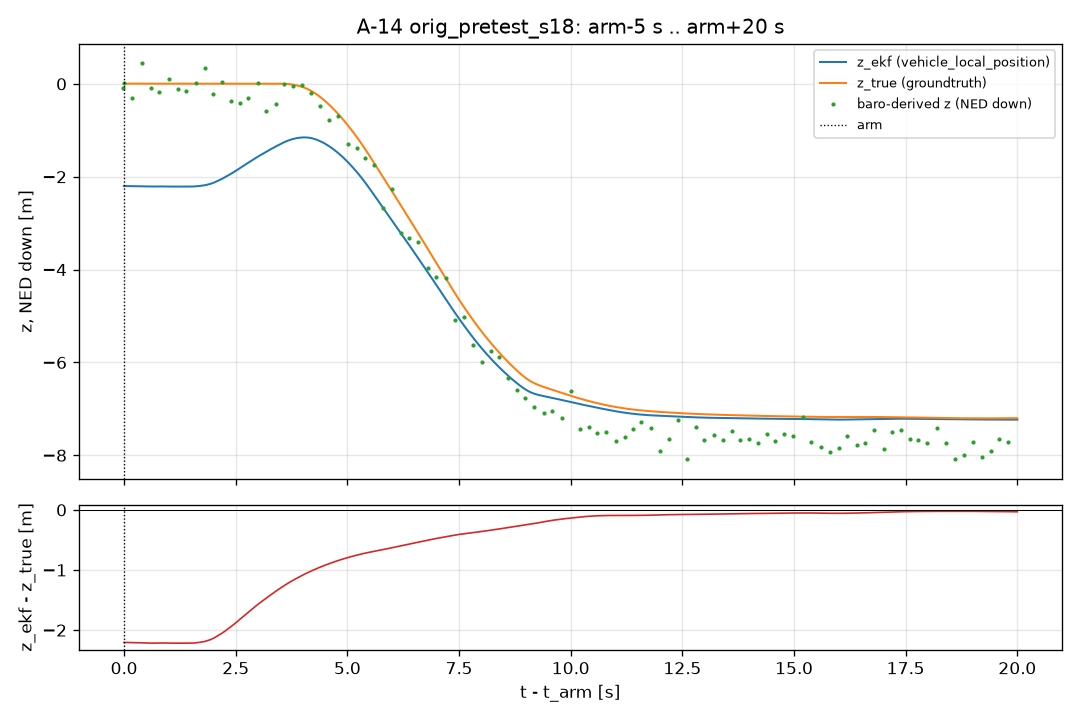 A-14 orig_pretest_s18: arm-5 s .. arm+20 s
z_ekf (vehicle_local_position)
z_true (groundtruth)
baro-derived z (NED down)
arm
z, NED down [m]
0
−2
−4
−6
−8
z_ekf - z_true [m]
0
−1
−2
0.0 2.5 5.0 7.5 10.0 12.5 15.0 17.5 20.0
t - t_arm [s]